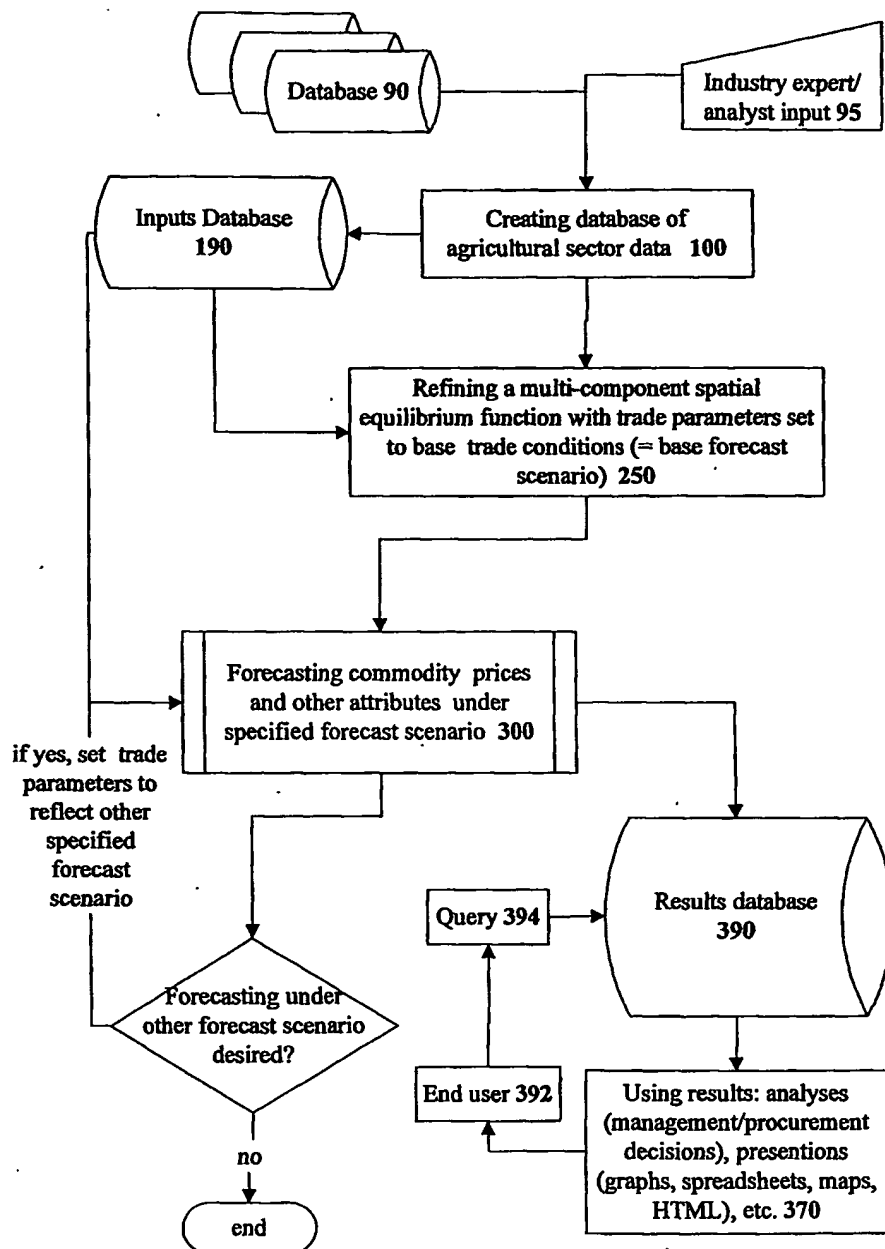 Database 90
Industry expert/
analyst input 95
Inputs Database
190
Creating database of
agricultural sector data 100
Refining a multi-component spatial
equilibrium function with trade parameters set
to base trade conditions (= base forecast
scenario) 250
Forecasting commodity prices
and other attributes under
specified forecast scenario 300
if yes, set trade
parameters to
reflect other
specified
forecast
scenario
Query 394
Results database
390
Forecasting under
other forecast scenario
desired?
End user 392
Using results: analyses
(management/procurement
decisions), presentions
(graphs, spreadsheets, maps,
HTML), etc. 370
no
end